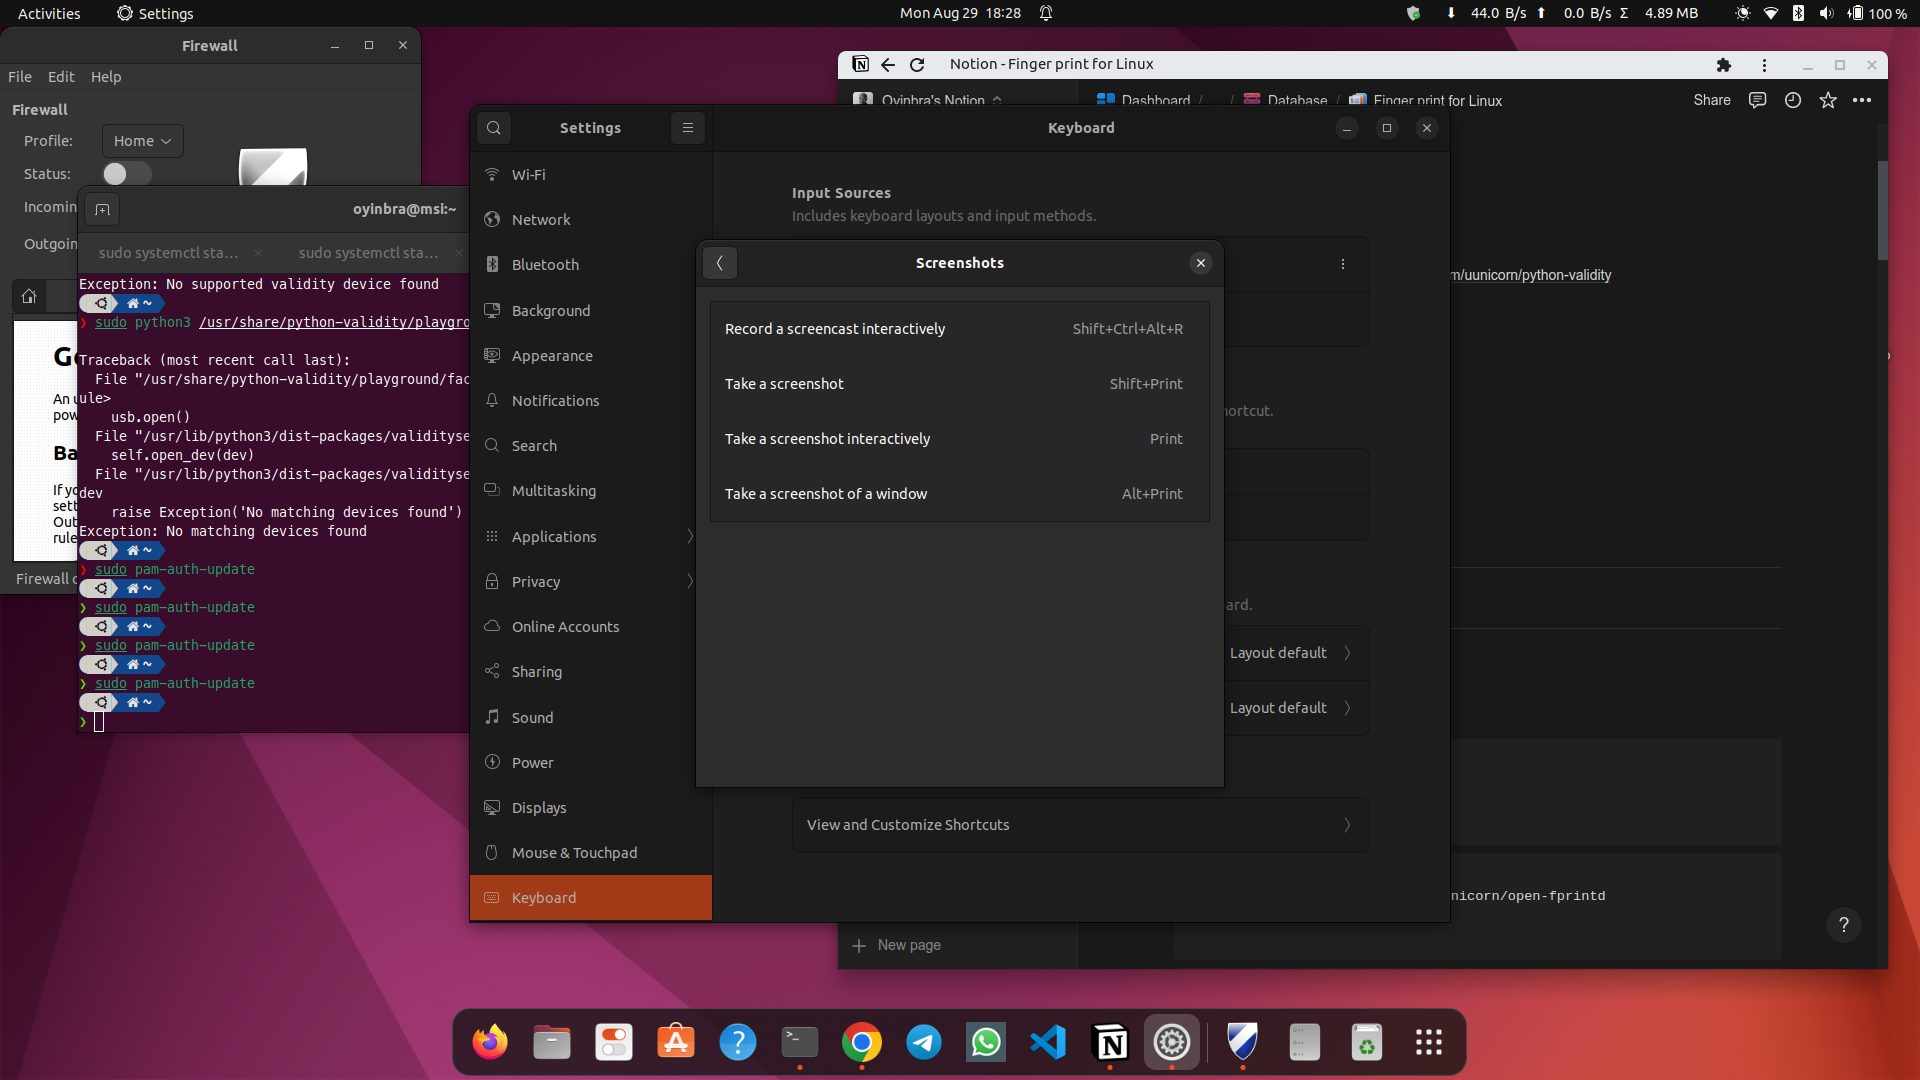 Activities
Settings
Mon Aug 29 18:28
44.0 B/s
0.0 B/s Σ 4.89 MB
100 %
Firewall
File Edit Help
Firewall
Profile: Home
Status:
Incomin
Outgoin
An
pow
If yo
sett
Out
rule
Firewall
oyinbra@msi:~
sudo systemctl sta...
sudo systemctl sta...
Exception: No supported validity device found
~
❯ sudo python3 /usr/share/python-validity/playgro
Traceback (most recent call last):
File "/usr/share/python-validity/playground/fac
ule>
usb.open()
File "/usr/lib/python3/dist-packages/validityse
self.open_dev(dev)
File "/usr/lib/python3/dist-packages/validityse
dev
raise Exception('No matching devices found')
Exception: No matching devices found
~
❯ sudo pam-auth-update
~
❯ sudo pam-auth-update
~
❯ sudo pam-auth-update
~
❯ sudo pam-auth-update
~
❯
Settings
Wi-Fi
Network
Bluetooth
Background
Appearance
Notifications
Search
Multitasking
Applications
Privacy
Online Accounts
Sharing
Sound
Power
Displays
Mouse & Touchpad
Keyboard
Keyboard
Input Sources
Includes keyboard layouts and input methods.
hortcut.
ard.
Layout default
Layout default
View and Customize Shortcuts
Screenshots
Record a screencast interactively Shift+Ctrl+Alt+R
Take a screenshot Shift+Print
Take a screenshot interactively Print
Take a screenshot of a window Alt+Print
Notion - Finger print for Linux
Oyinbra's Notion
Dashboard / / Database / Finger print for Linux
Share
m/uunicorn/python-validity
nicorn/open-fprintd
?
New page